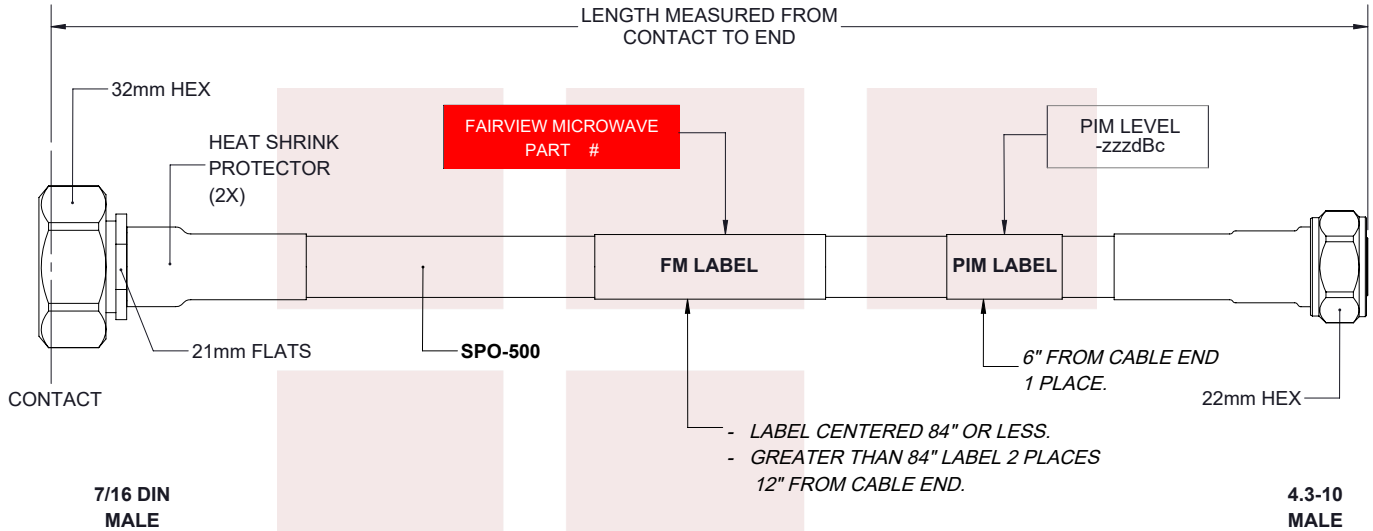 LENGTH MEASURED FROM
CONTACT TO END
32mm HEX
HEAT SHRINK
PROTECTOR
(2X)
FAIRVIEW MICROWAVE
PART #
PIM LEVEL
-zzzdBc
FM LABEL
PIM LABEL
21mm FLATS
SPO-500
6" FROM CABLE END
1 PLACE.
CONTACT
22mm HEX
- LABEL CENTERED 84" OR LESS.
- GREATER THAN 84" LABEL 2 PLACES
12" FROM CABLE END.
7/16 DIN
MALE
4.3-10
MALE